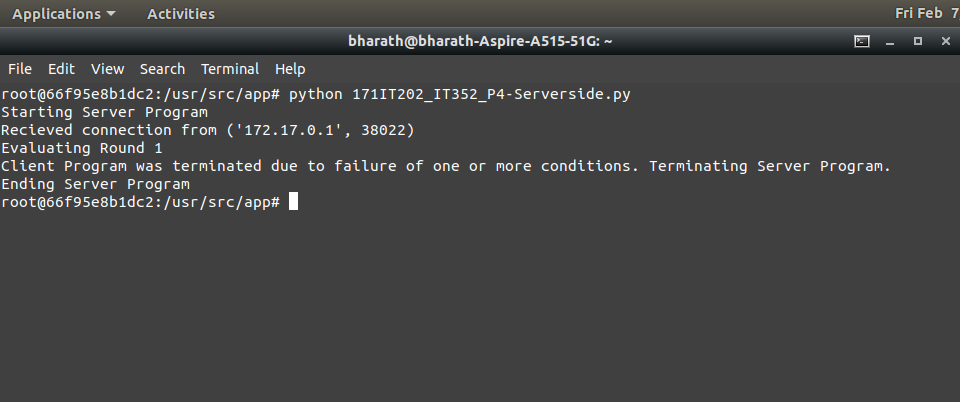 Applications Activities Fri Feb 7
bharath@bharath-Aspire-A515-51G: ~
File Edit View Search Terminal Help
root@66f95e8b1dc2:/usr/src/app# python 171IT202_IT352_P4-Serverside.py
Starting Server Program
Recieved connection from ('172.17.0.1', 38022)
Evaluating Round 1
Client Program was terminated due to failure of one or more conditions. Terminating Server Program.
Ending Server Program
root@66f95e8b1dc2:/usr/src/app#